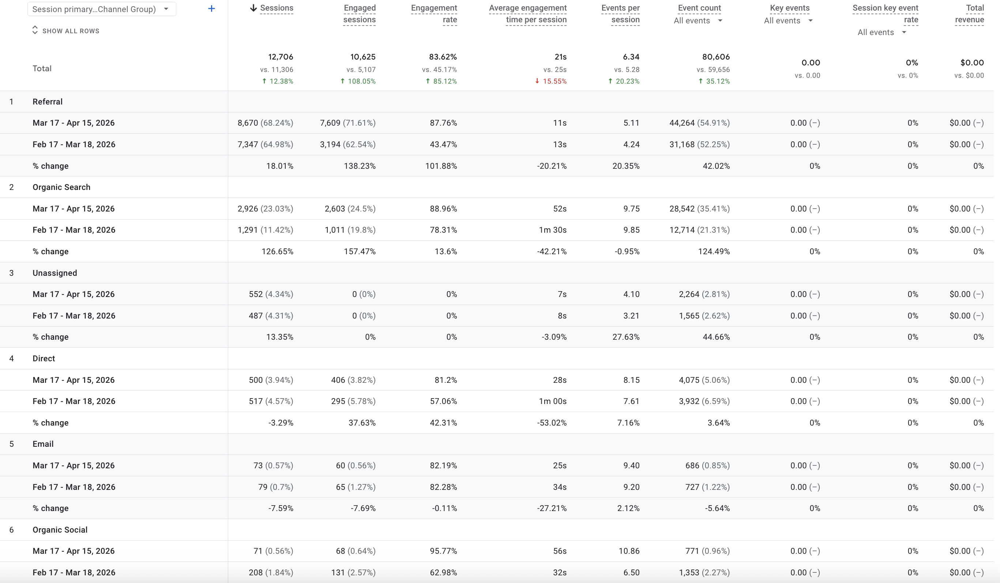 Session primary...Channel Group)
SHOW ALL ROWS
Sessions
Engaged sessions
Engagement rate
Average engagement time per session
Events per session
Event count All events
Key events All events
Session key event rate All events
Total revenue
Total
12,706 10,625 83.62% 21s 6.34 80,606 0.00 0% $0.00
vs. 11,306 vs. 5,107 vs. 45.17% vs. 25s vs. 5.28 vs. 59,656 vs. 0.00 vs. 0% vs. $0.00
↑ 12.38% ↑ 108.05% ↑ 85.12% ↓ 15.55% ↑ 20.23% ↑ 35.12%
1 Referral
Mar 17 - Apr 15, 2026 8,670 (68.24%) 7,609 (71.61%) 87.76% 11s 5.11 44,264 (54.91%) 0.00 (–) 0% $0.00 (–)
Feb 17 - Mar 18, 2026 7,347 (64.98%) 3,194 (62.54%) 43.47% 13s 4.24 31,168 (52.25%) 0.00 (–) 0% $0.00 (–)
% change 18.01% 138.23% 101.88% -20.21% 20.35% 42.02% 0% 0% 0%
2 Organic Search
Mar 17 - Apr 15, 2026 2,926 (23.03%) 2,603 (24.5%) 88.96% 52s 9.75 28,542 (35.41%) 0.00 (–) 0% $0.00 (–)
Feb 17 - Mar 18, 2026 1,291 (11.42%) 1,011 (19.8%) 78.31% 1m 30s 9.85 12,714 (21.31%) 0.00 (–) 0% $0.00 (–)
% change 126.65% 157.47% 13.6% -42.21% -0.95% 124.49% 0% 0% 0%
3 Unassigned
Mar 17 - Apr 15, 2026 552 (4.34%) 0 (0%) 0% 7s 4.10 2,264 (2.81%) 0.00 (–) 0% $0.00 (–)
Feb 17 - Mar 18, 2026 487 (4.31%) 0 (0%) 0% 8s 3.21 1,565 (2.62%) 0.00 (–) 0% $0.00 (–)
% change 13.35% 0% 0% -3.09% 27.63% 44.66% 0% 0% 0%
4 Direct
Mar 17 - Apr 15, 2026 500 (3.94%) 406 (3.82%) 81.2% 28s 8.15 4,075 (5.06%) 0.00 (–) 0% $0.00 (–)
Feb 17 - Mar 18, 2026 517 (4.57%) 295 (5.78%) 57.06% 1m 00s 7.61 3,932 (6.59%) 0.00 (–) 0% $0.00 (–)
% change -3.29% 37.63% 42.31% -53.02% 7.16% 3.64% 0% 0% 0%
5 Email
Mar 17 - Apr 15, 2026 73 (0.57%) 60 (0.56%) 82.19% 25s 9.40 686 (0.85%) 0.00 (–) 0% $0.00 (–)
Feb 17 - Mar 18, 2026 79 (0.7%) 65 (1.27%) 82.28% 34s 9.20 727 (1.22%) 0.00 (–) 0% $0.00 (–)
% change -7.59% -7.69% -0.11% -27.21% 2.12% -5.64% 0% 0% 0%
6 Organic Social
Mar 17 - Apr 15, 2026 71 (0.56%) 68 (0.64%) 95.77% 56s 10.86 771 (0.96%) 0.00 (–) 0% $0.00 (–)
Feb 17 - Mar 18, 2026 208 (1.84%) 131 (2.57%) 62.98% 32s 6.50 1,353 (2.27%) 0.00 (–) 0% $0.00 (–)